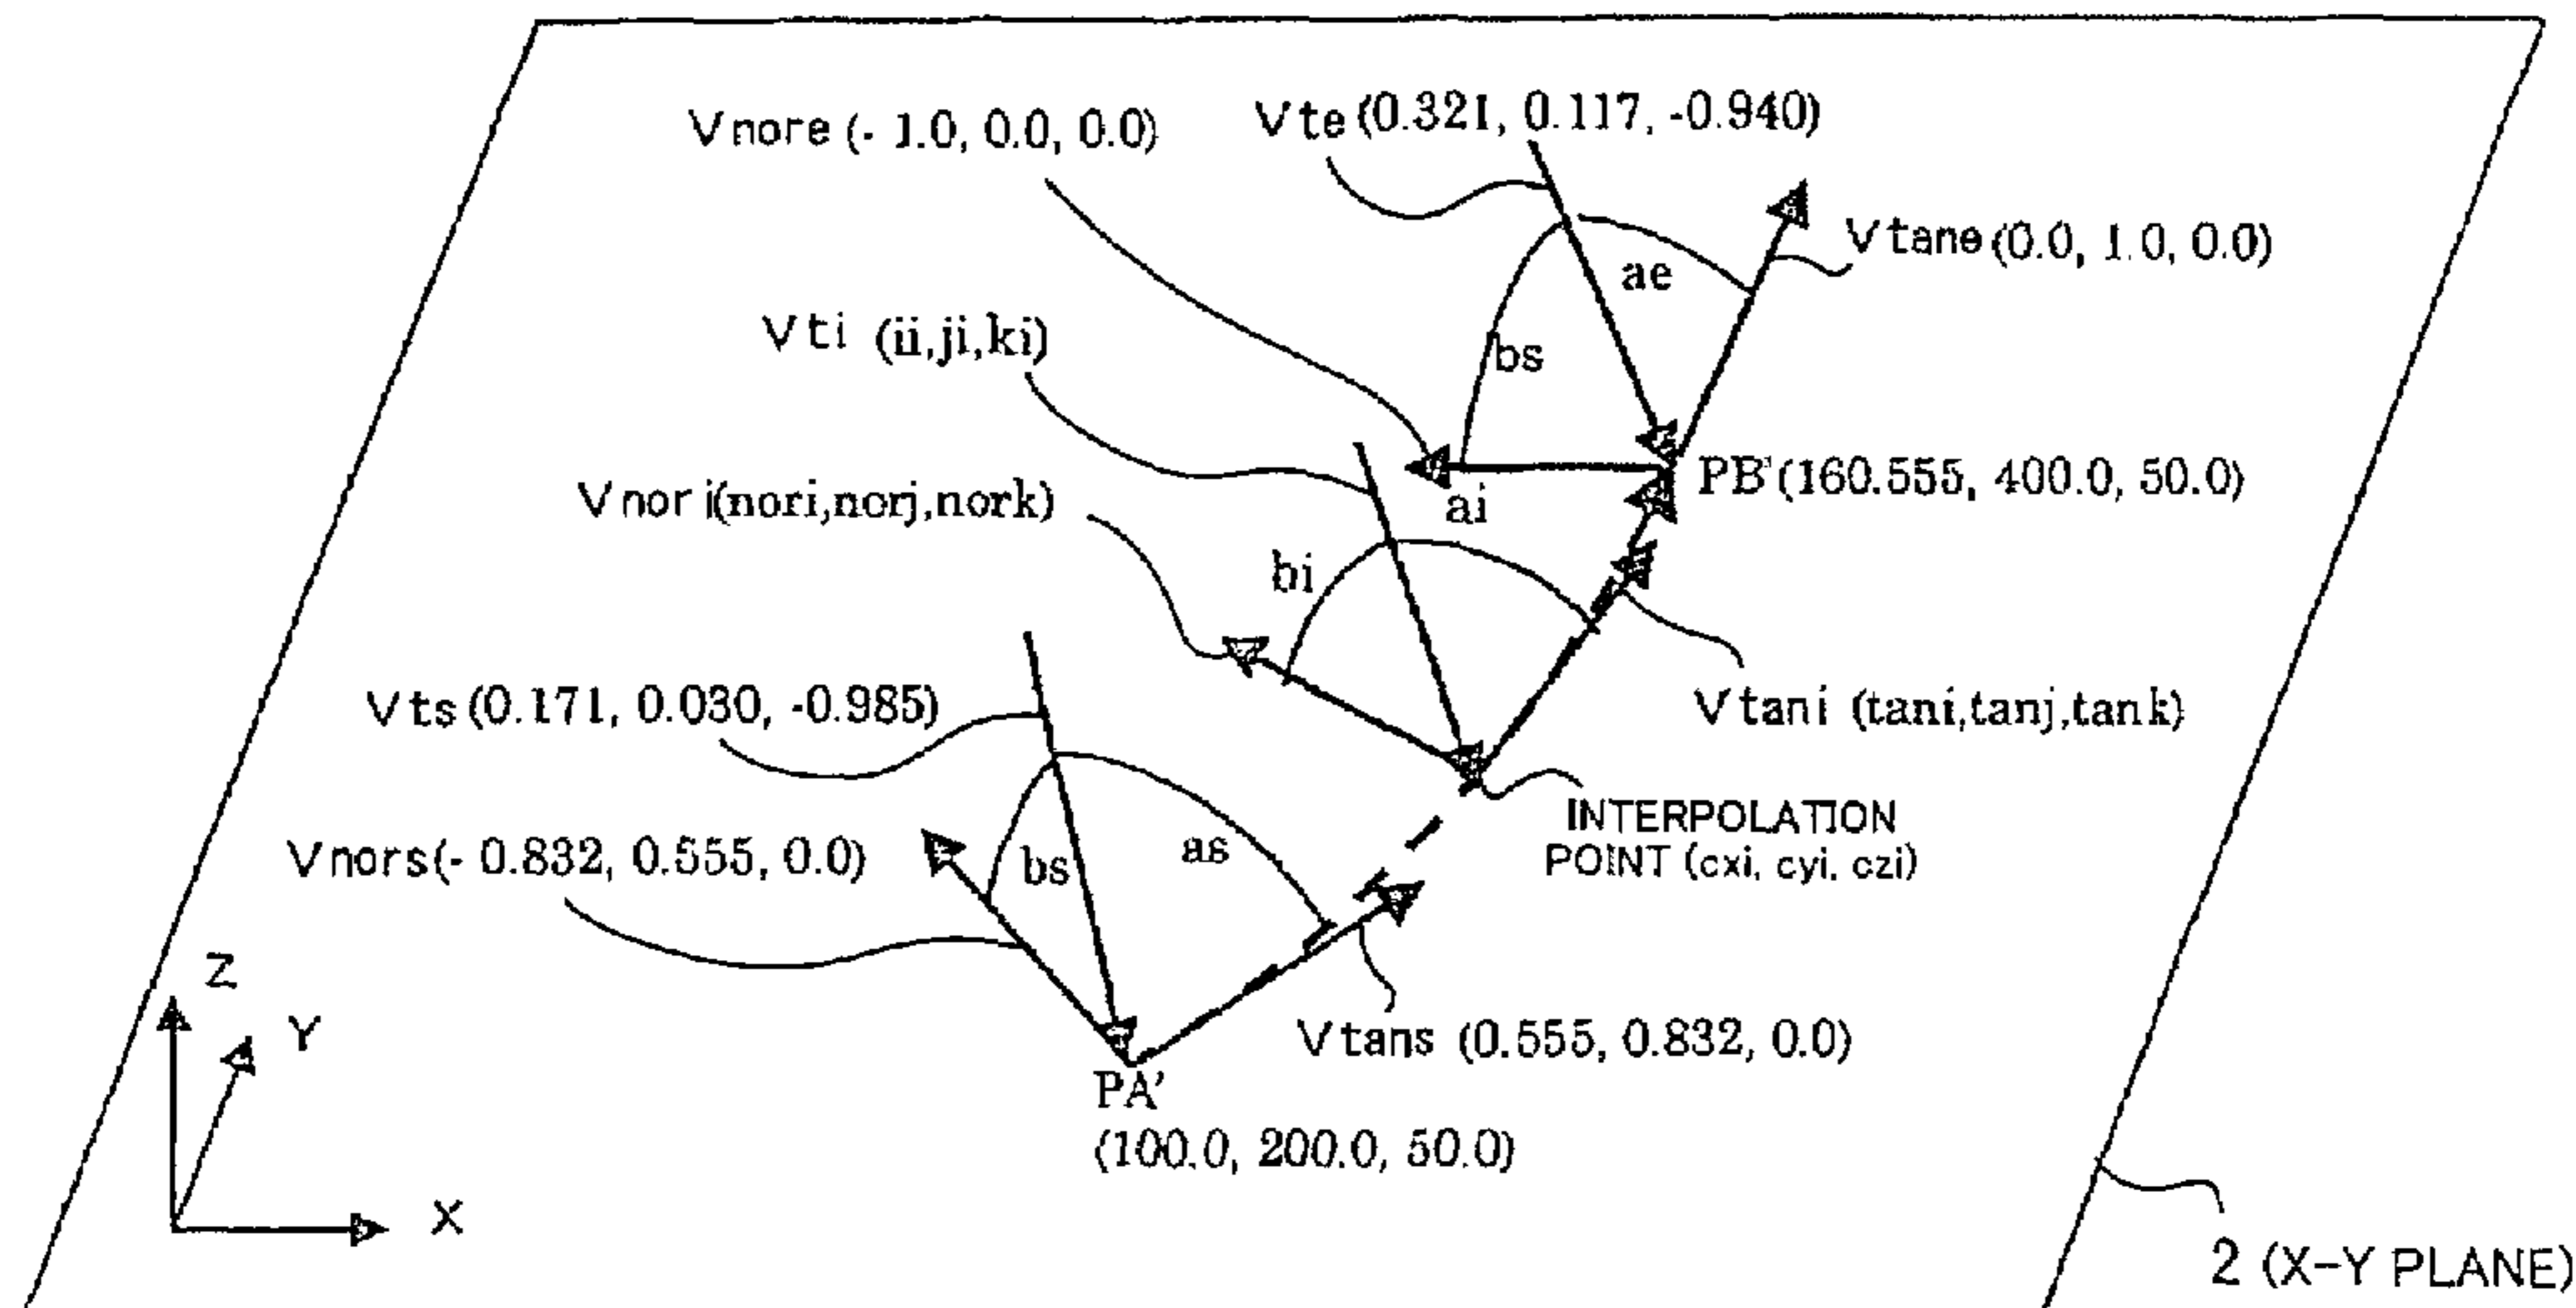 Vnore (- 1.0, 0.0, 0.0)
Vte (0.321, 0.117, -0.940)
Vtane (0.0, 1.0, 0.0)
ae
bs
Vti (ii,ji,ki)
PB' (160.555, 400.0, 50.0)
Vnori(nori,norj,nork)
ai
bi
Vts (0.171, 0.030, -0.985)
Vtani (tani,tanj,tank)
INTERPOLATION
POINT (cxi, cyi, czi)
Vnors(- 0.832, 0.555, 0.0)
bs
as
Z
Y
X
Vtans (0.555, 0.832, 0.0)
PA'
(100.0, 200.0, 50.0)
2 (X-Y PLANE)